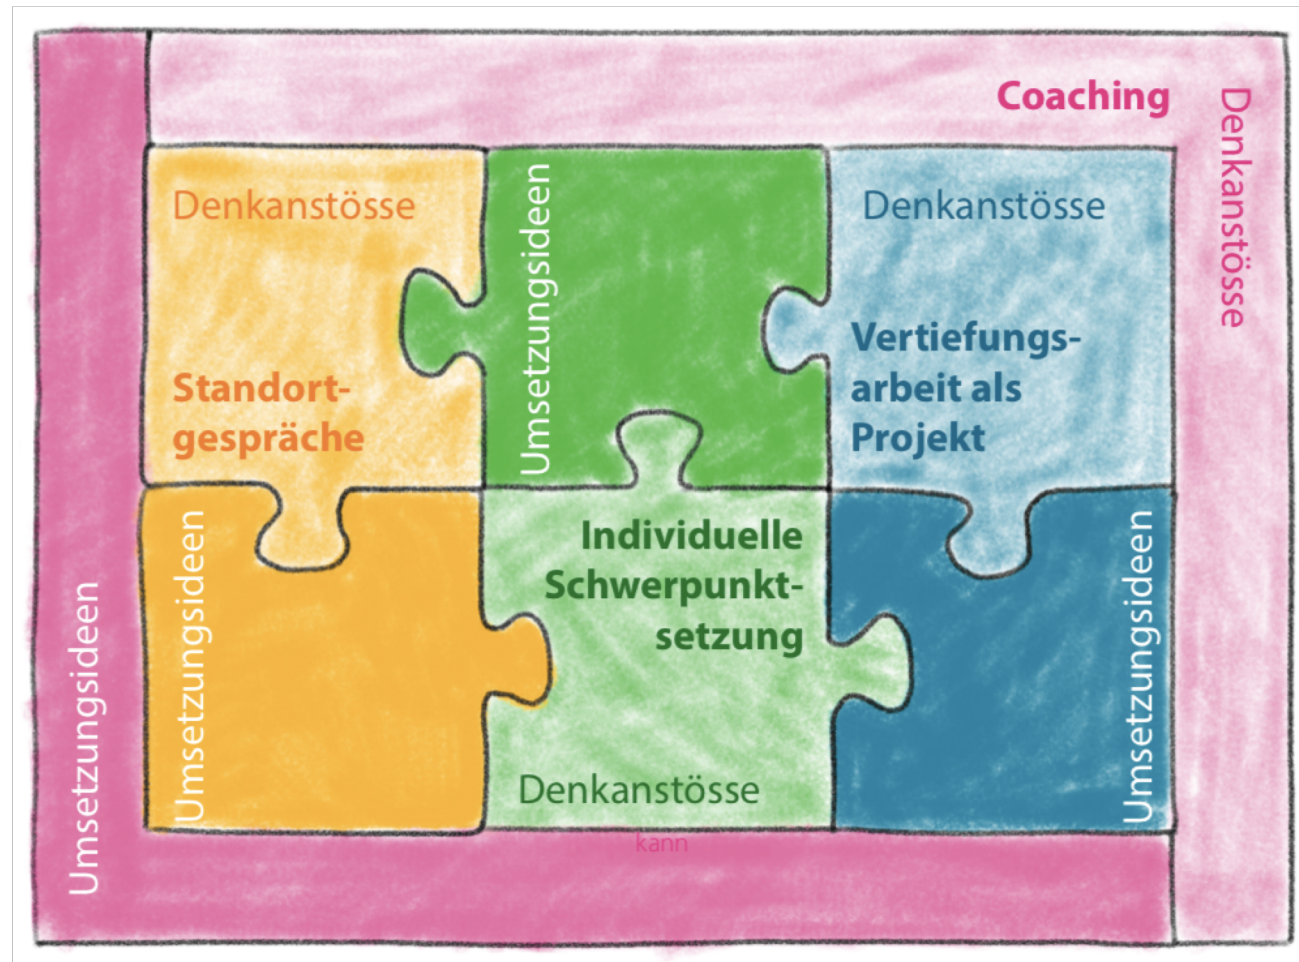 Coaching
Denkanstösse
Denkanstösse
Standort-
gespräche
Umsetzungsideen
Denkanstösse
Vertiefungs-
arbeit als
Projekt
Umsetzungsideen
Umsetzungsideen
Individuelle
Schwerpunkt-
setzung
Denkanstösse
Umsetzungsideen
Umsetzungsideen
kann